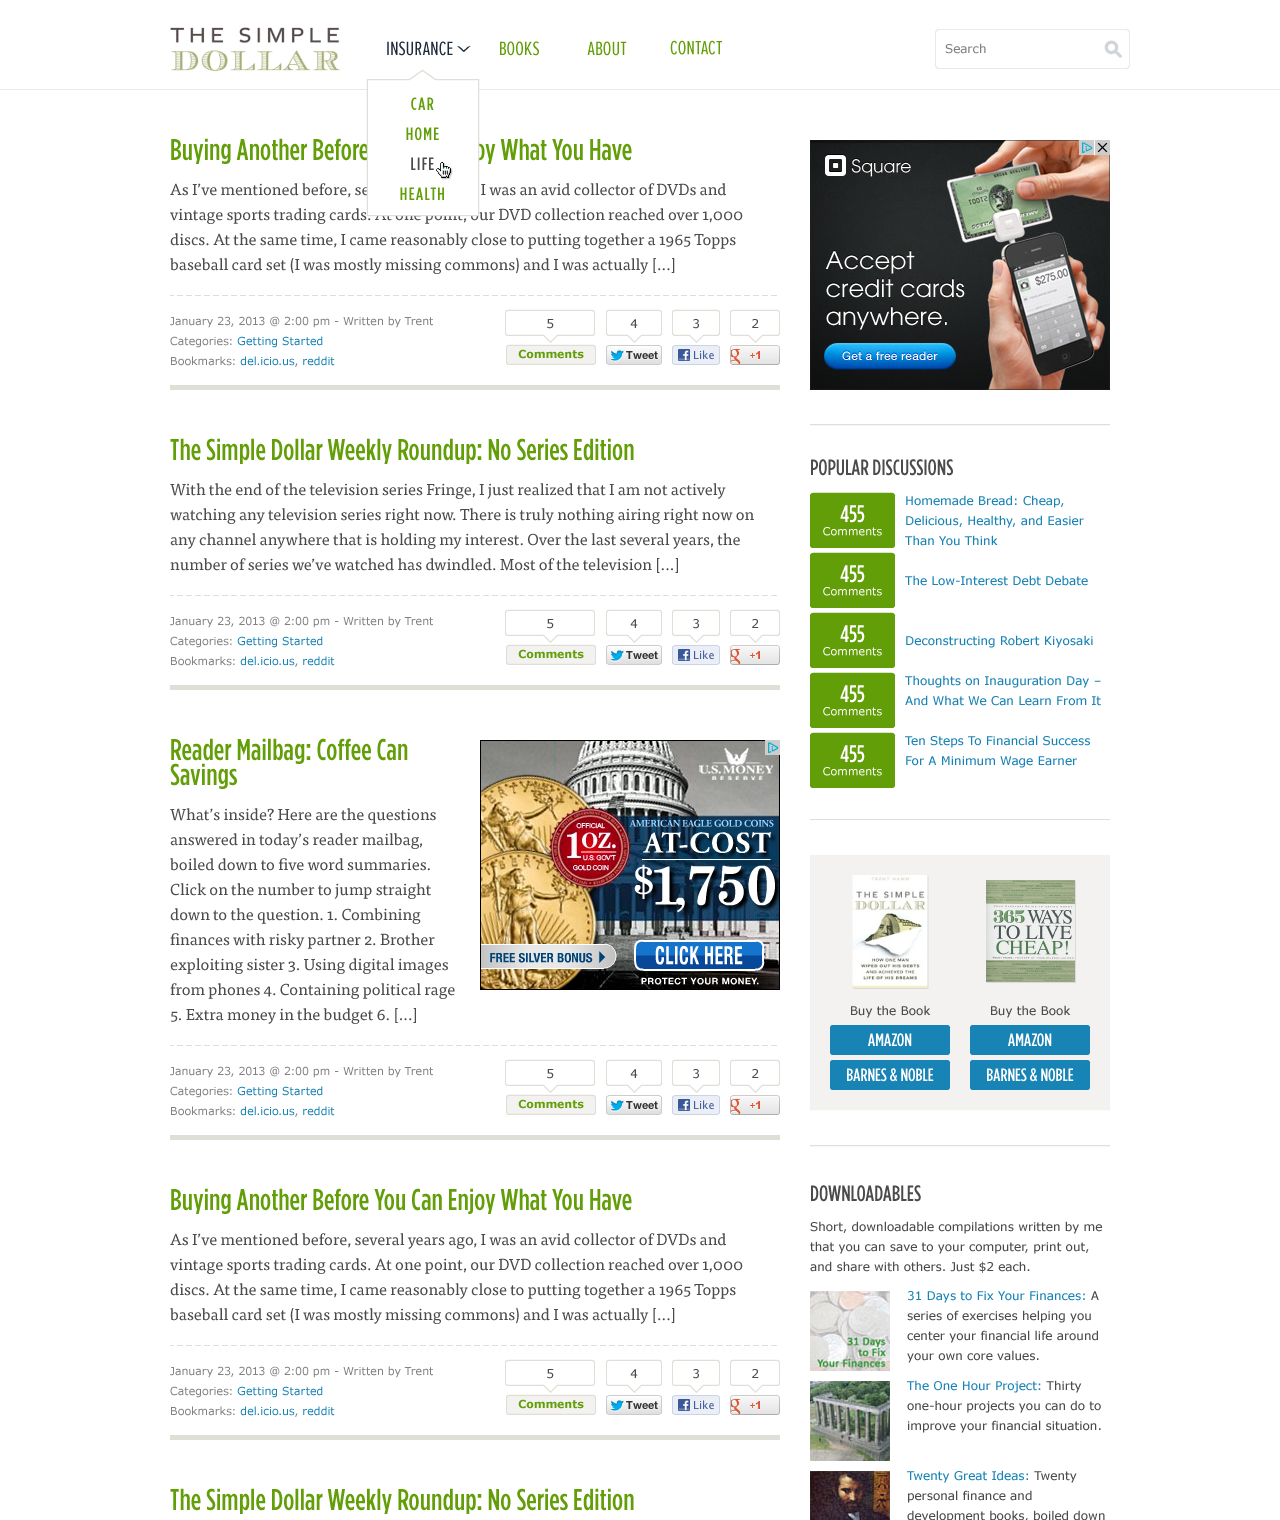 THE SIMPLE
DOLLAR
INSURANCE
BOOKS
ABOUT
CONTACT
Search
CAR
HOME
LIFE
HEALTH
Buying Another Before oy What You Have
As I’ve mentioned before, se I was an avid collector of DVDs and
vintage sports trading cards. At one point, our DVD collection reached over 1,000
discs. At the same time, I came reasonably close to putting together a 1965 Topps
baseball card set (I was mostly missing commons) and I was actually [...]
January 23, 2013 @ 2:00 pm - Written by Trent
Categories: Getting Started
Bookmarks: del.icio.us, reddit
5 4 3 2
Comments Tweet Like +1
The Simple Dollar Weekly Roundup: No Series Edition
With the end of the television series Fringe, I just realized that I am not actively
watching any television series right now. There is truly nothing airing right now on
any channel anywhere that is holding my interest. Over the last several years, the
number of series we’ve watched has dwindled. Most of the television [...]
January 23, 2013 @ 2:00 pm - Written by Trent
Categories: Getting Started
Bookmarks: del.icio.us, reddit
5 4 3 2
Comments Tweet Like +1
Reader Mailbag: Coffee Can
Savings
What’s inside? Here are the questions
answered in today’s reader mailbag,
boiled down to five word summaries.
Click on the number to jump straight
down to the question. 1. Combining
finances with risky partner 2. Brother
exploiting sister 3. Using digital images
from phones 4. Containing political rage
5. Extra money in the budget 6. [...]
U.S. MONEY
RESERVE
AMERICAN EAGLE GOLD COINS
AT-COST
$1,750
OFFICIAL
1OZ.
U.S. GOV'T
GOLD COIN
FREE SILVER BONUS
CLICK HERE
PROTECT YOUR MONEY.
January 23, 2013 @ 2:00 pm - Written by Trent
Categories: Getting Started
Bookmarks: del.icio.us, reddit
5 4 3 2
Comments Tweet Like +1
Buying Another Before You Can Enjoy What You Have
As I’ve mentioned before, several years ago, I was an avid collector of DVDs and
vintage sports trading cards. At one point, our DVD collection reached over 1,000
discs. At the same time, I came reasonably close to putting together a 1965 Topps
baseball card set (I was mostly missing commons) and I was actually [...]
January 23, 2013 @ 2:00 pm - Written by Trent
Categories: Getting Started
Bookmarks: del.icio.us, reddit
5 4 3 2
Comments Tweet Like +1
The Simple Dollar Weekly Roundup: No Series Edition
Square
Accept
credit cards
anywhere.
Get a free reader
$275.00
POPULAR DISCUSSIONS
455
Comments
Homemade Bread: Cheap,
Delicious, Healthy, and Easier
Than You Think
455
Comments
The Low-Interest Debt Debate
455
Comments
Deconstructing Robert Kiyosaki
455
Comments
Thoughts on Inauguration Day –
And What We Can Learn From It
455
Comments
Ten Steps To Financial Success
For A Minimum Wage Earner
THE SIMPLE
DOLLAR
HOW ONE MAN
WIPED OUT HIS DEBTS
AND ACHIEVED THE
LIFE OF HIS DREAMS
365 WAYS
TO LIVE
CHEAP!
Buy the Book
AMAZON
BARNES & NOBLE
Buy the Book
AMAZON
BARNES & NOBLE
DOWNLOADABLES
Short, downloadable compilations written by me
that you can save to your computer, print out,
and share with others. Just $2 each.
31 Days
to Fix
Your Finances
31 Days to Fix Your Finances: A
series of exercises helping you
center your financial life around
your own core values.
The One Hour Project: Thirty
one-hour projects you can do to
improve your financial situation.
Twenty Great Ideas: Twenty
personal finance and
development books, boiled down